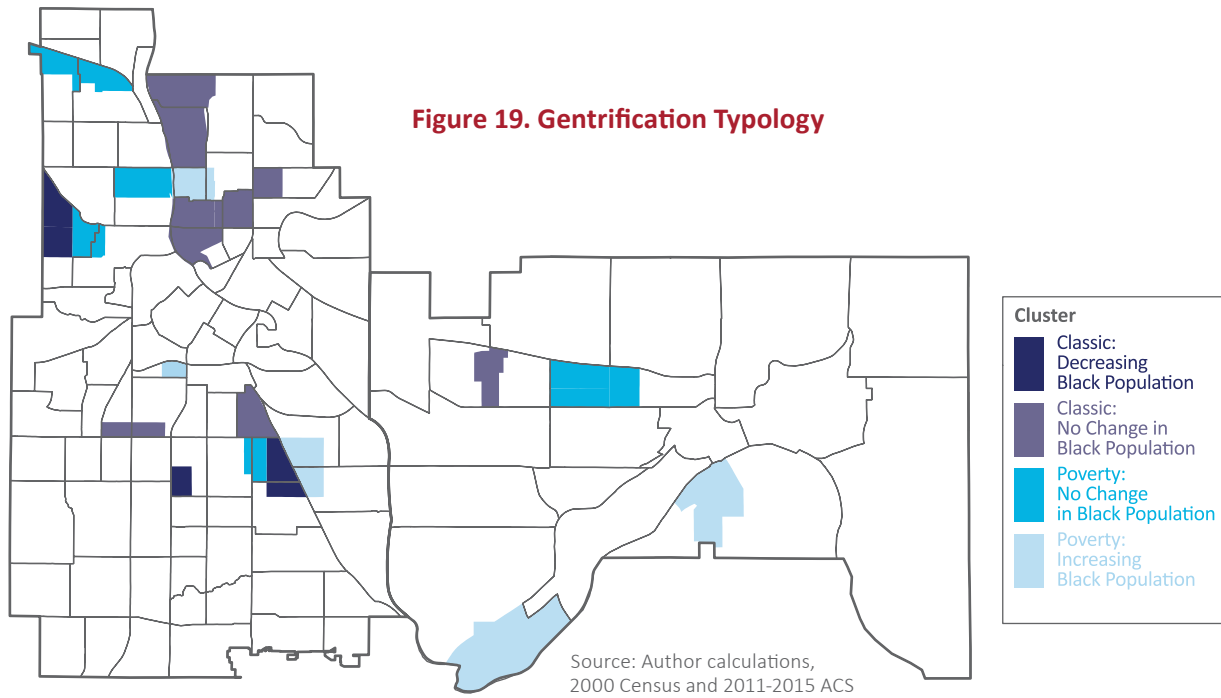 Figure 19. Gentrification Typology
Cluster
Classic:
Decreasing
Black Population
Classic:
No Change in
Black Population
Poverty:
No Change
in Black Population
Poverty:
Increasing
Black Population
Source: Author calculations,
2000 Census and 2011-2015 ACS